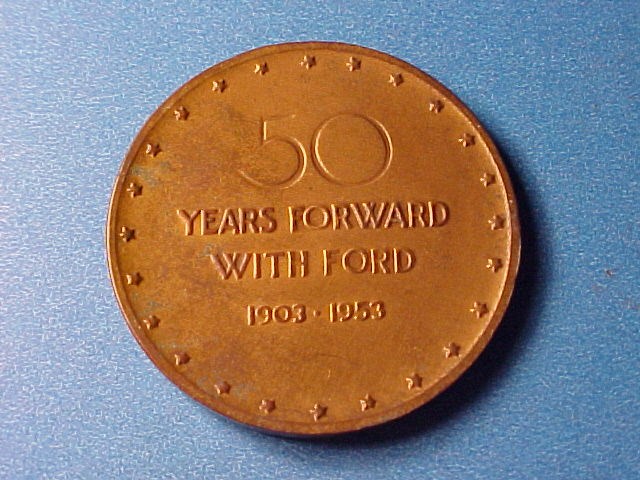 50
YEARS FORWARD
WITH FORD
1903 · 1953